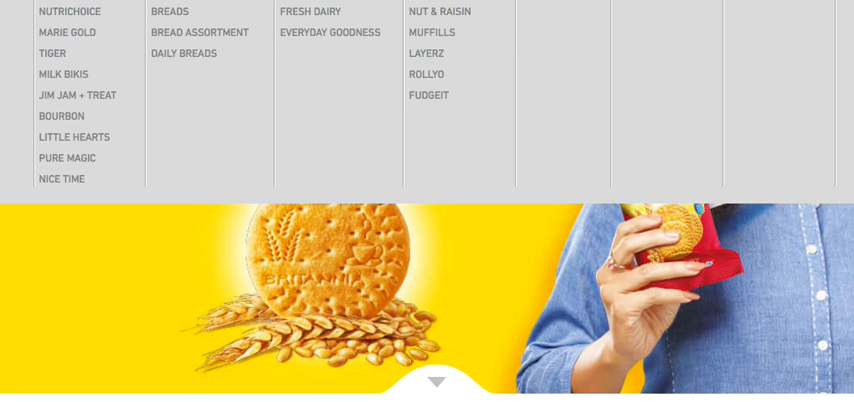 NUTRICHOICE
MARIE GOLD
TIGER
MILK BIKIS
JIM JAM + TREAT
BOURBON
LITTLE HEARTS
PURE MAGIC
NICE TIME
BREADS
BREAD ASSORTMENT
DAILY BREADS
FRESH DAIRY
EVERYDAY GOODNESS
NUT & RAISIN
MUFFILLS
LAYERZ
ROLLYO
FUDGEIT
BRITANNI